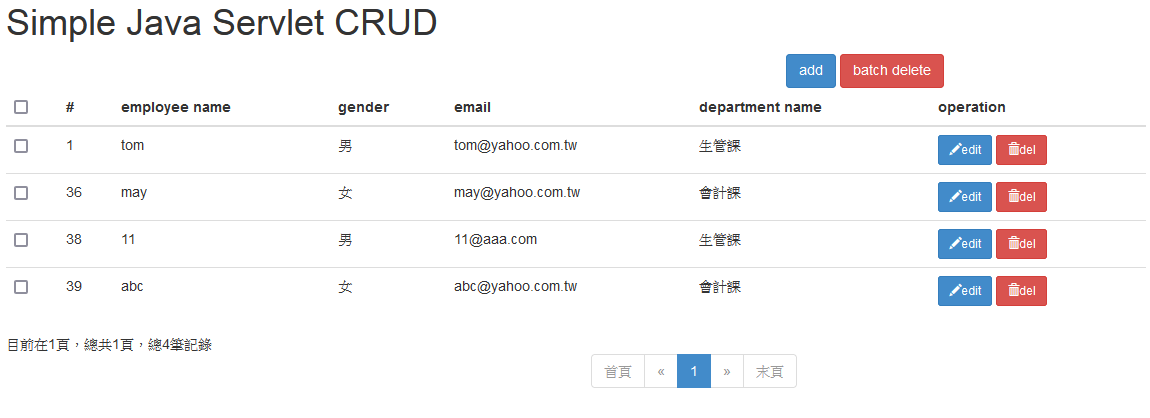 Simple Java Servlet CRUD
add batch delete
# employee name gender email department name operation
1 tom 男 tom@yahoo.com.tw 生管課 edit del
36 may 女 may@yahoo.com.tw 會計課 edit del
38 11 男 11@aaa.com 生管課 edit del
39 abc 女 abc@yahoo.com.tw 會計課 edit del
目前在1頁，總共1頁，總4筆記錄
首頁 « 1 » 末頁